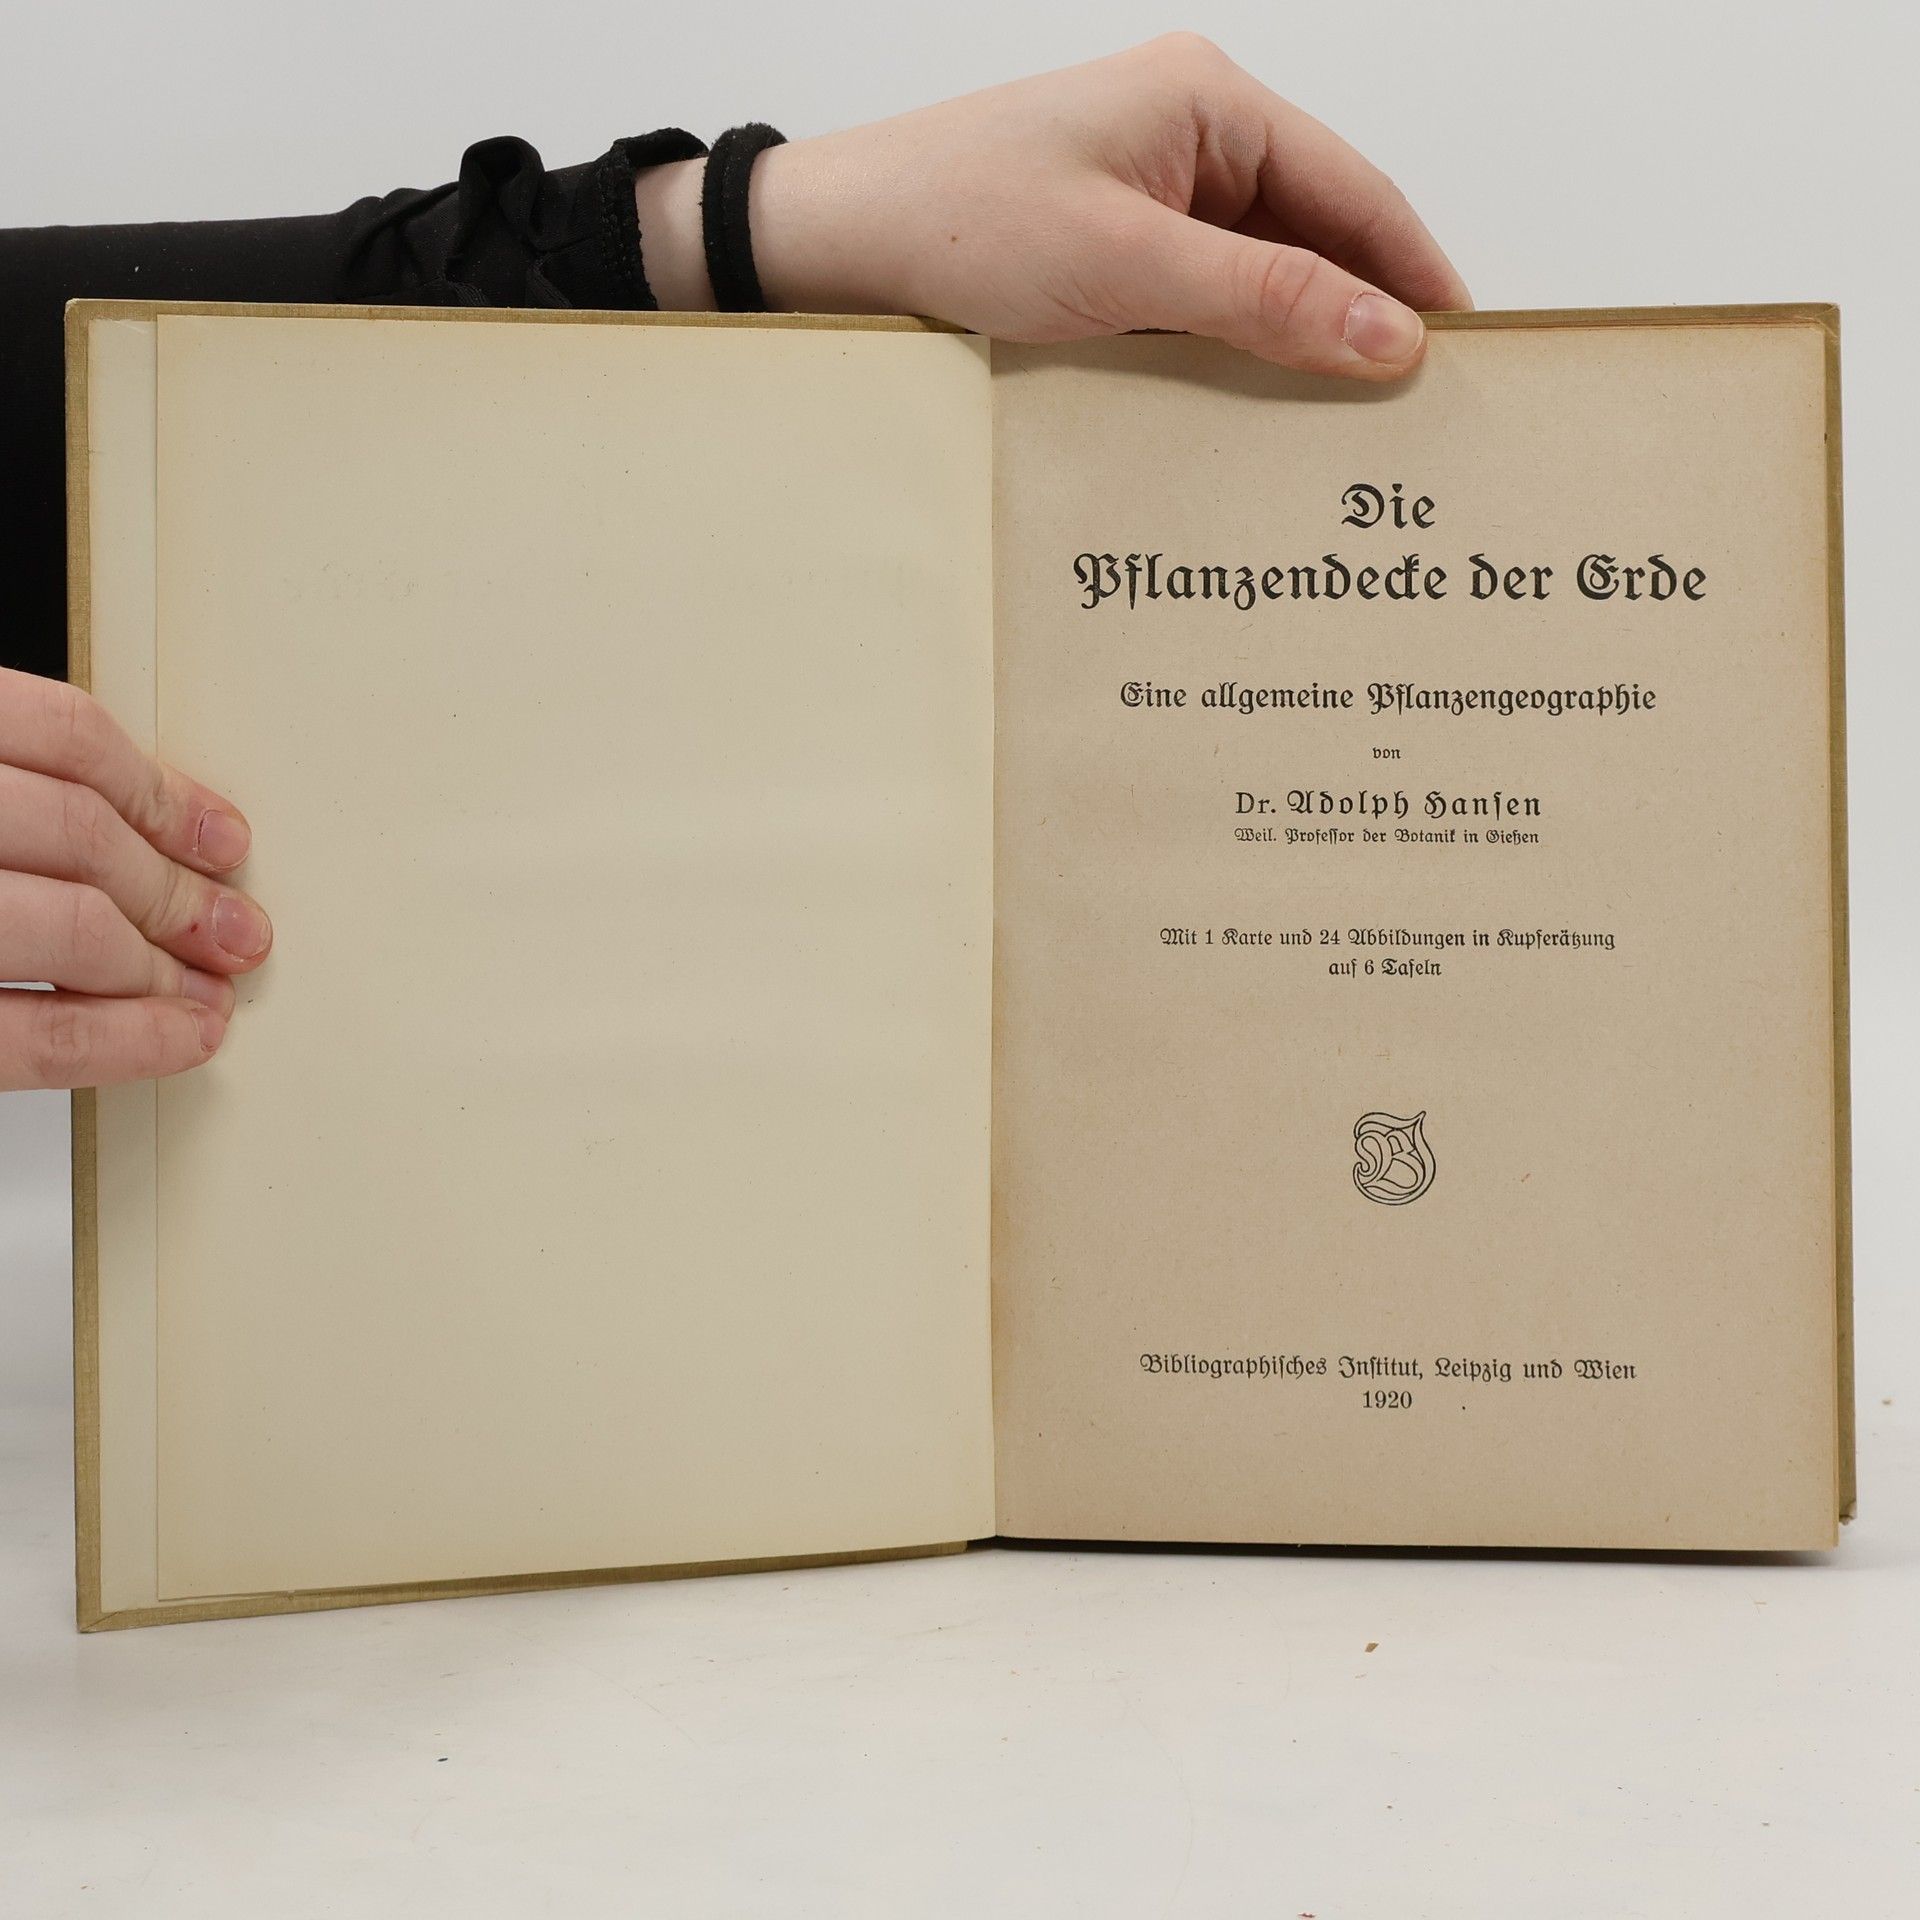 Die
Pflanzendecke der Erde
Eine allgemeine Pflanzengeographie
von
Dr. Adolph Hansen
Weil. Professor der Botanik in Gießen
Mit 1 Karte und 24 Abbildungen in Kupferätzung
auf 6 Tafeln
BI
Bibliographisches Institut, Leipzig und Wien
1920